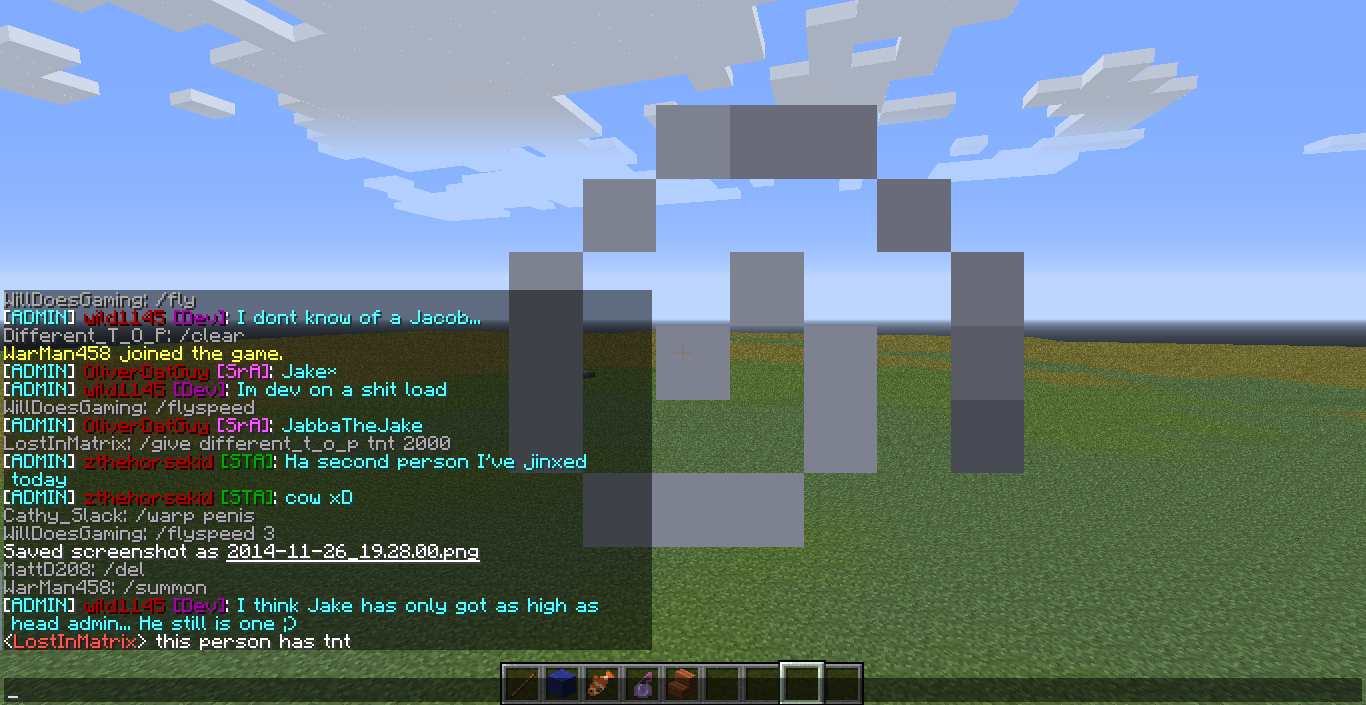 WillDoesGaming: /fly
[ADMIN] wild1145 [Dev]: I dont know of a Jacob...
Different_T_O_P: /clear
WarMan458 joined the game.
[ADMIN] OliverDatGuy [SrA]: Jake*
[ADMIN] wild1145 [Dev]: Im dev on a shit load
WillDoesGaming: /flyspeed
[ADMIN] OliverDatGuy [SrA]: JabbaTheJake
LostInMatrix: /give different_t_o_p tnt 2000
[ADMIN] zthehorsekid [STA]: Ha second person I've jinxed
today
[ADMIN] zthehorsekid [STA]: cow xD
Cathy_Slack: /warp penis
WillDoesGaming: /flyspeed 3
Saved screenshot as 2014-11-26_19.28.00.png
MattD208: /del
WarMan458: /summon
[ADMIN] wild1145 [Dev]: I think Jake has only got as high as
head admin... He still is one ;)
<LostInMatrix> this person has tnt
_